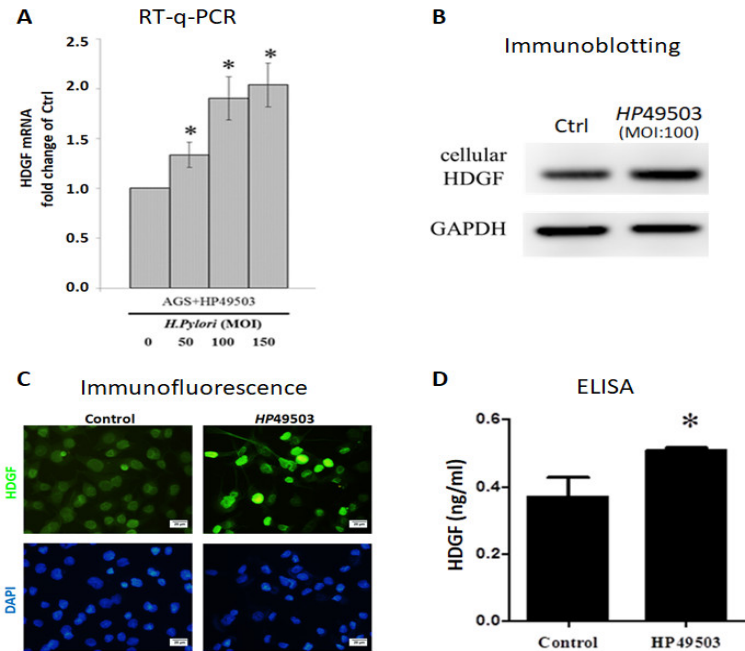 A
RT-q-PCR
HDGF mRNA
fold change of Ctrl
2.5
2.0
1.5
1.0
0.5
0.0
*
*
*
AGS+HP49503
H.Pylori (MOI)
0 50 100 150
B
Immunoblotting
Ctrl
HP49503
(MOI:100)
cellular
HDGF
GAPDH
C
Immunofluorescence
Control
HP49503
HDGF
DAPI
D
ELISA
HDGF (ng/ml)
0.6
0.4
0.2
0.0
*
Control
HP49503